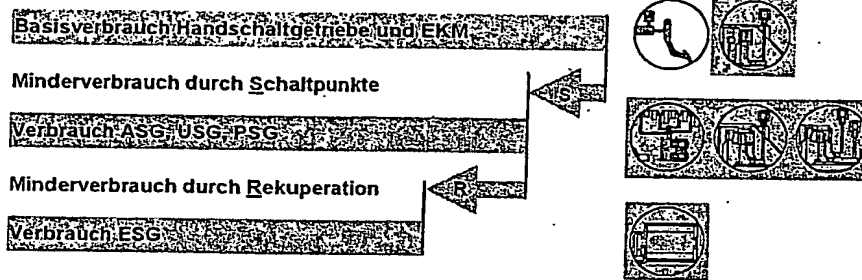 Basisverbrauch Handschaltgetriebe und EKM
Minderverbrauch durch Schaltpunkte
S
Verbrauch ASG, USG, PSG
Minderverbrauch durch Rekuperation
R
Verbrauch ESG